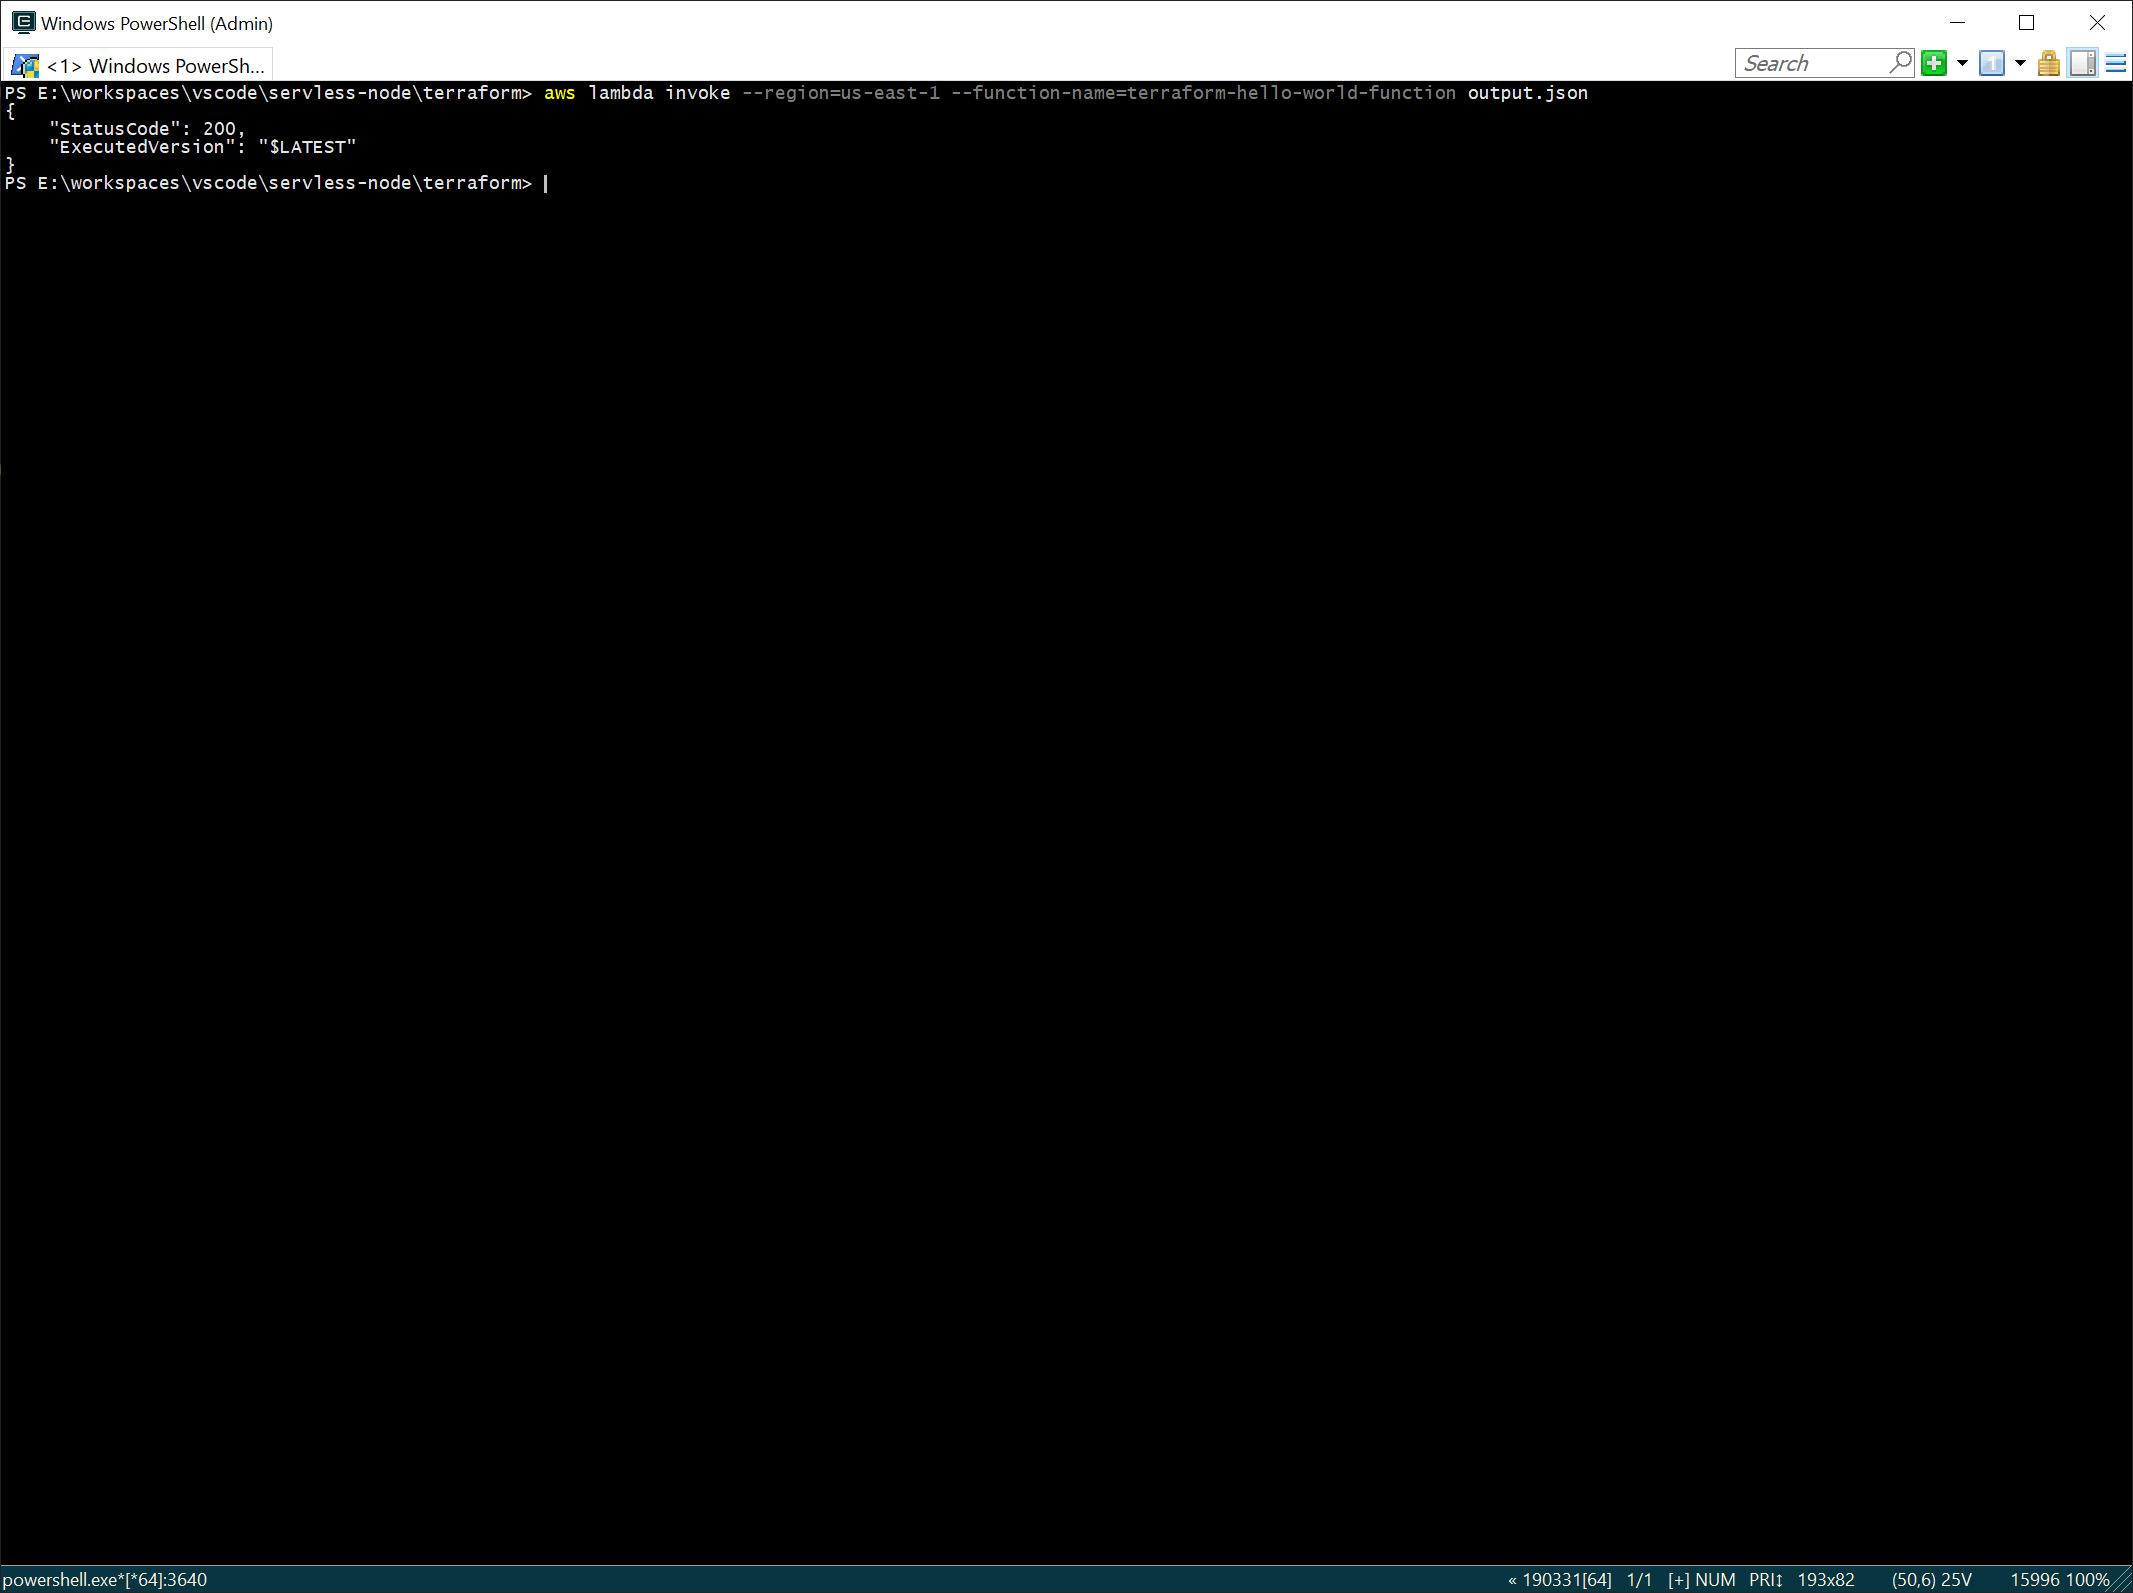 Windows PowerShell (Admin)
<1> Windows PowerSh...
Search
PS E:\workspaces\vscode\servless-node\terraform> aws lambda invoke --region=us-east-1 --function-name=terraform-hello-world-function output.json
{
    "StatusCode": 200,
    "ExecutedVersion": "$LATEST"
}
PS E:\workspaces\vscode\servless-node\terraform>
powershell.exe*[*64]:3640
« 190331[64] 1/1 [+] NUM PRI↕ 193x82 (50,6) 25V 15996 100%